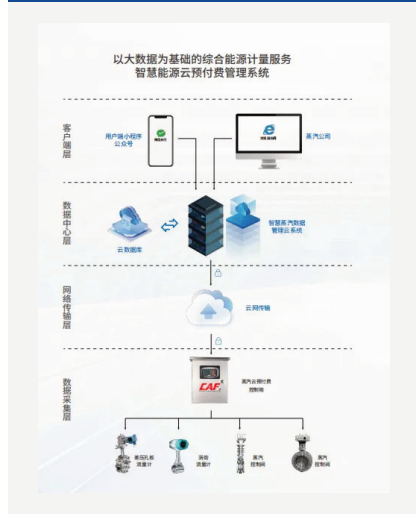 以大数据为基础的综合能源计量服务
智慧能源云预付费管理系统
客户端层
用户端小程序
公众号
蒸汽公司
数据中心层
云数据库
智慧蒸汽数据
管理云系统
网络传输层
云网传输
数据采集层
CAF
蒸汽云预付费
控制箱
差压孔板
流量计
涡街
流量计
蒸汽
控制阀
蒸汽
控制阀